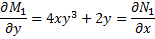 ∂M₁/∂y = 4xy³ + 2y = ∂N₁/∂x